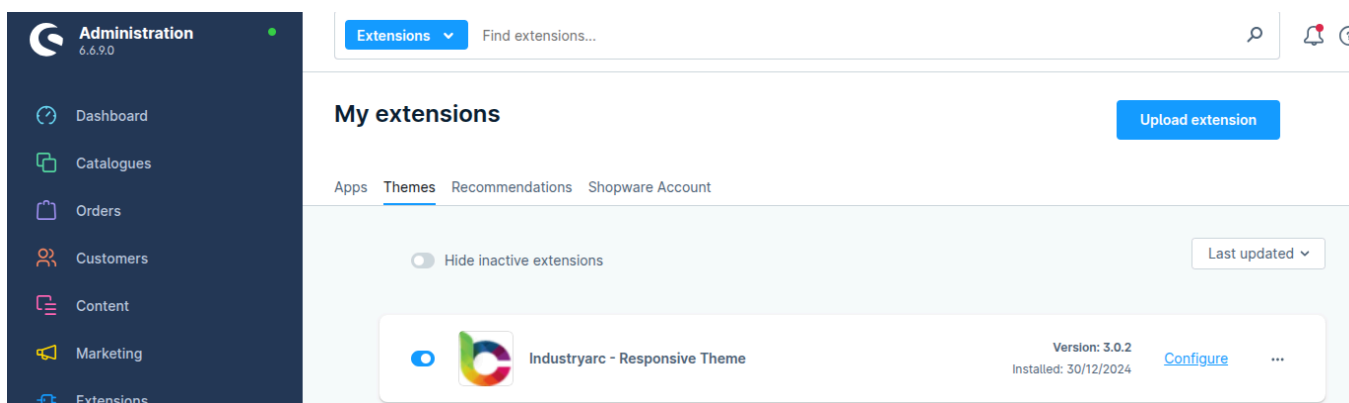 Administration
6.6.9.0
Extensions
Find extensions...
Dashboard
My extensions
Upload extension
Catalogues
Apps
Themes
Recommendations
Shopware Account
Orders
Customers
Hide inactive extensions
Last updated
Content
Marketing
Industryarc - Responsive Theme
Version: 3.0.2
Installed: 30/12/2024
Configure
...
Extensions